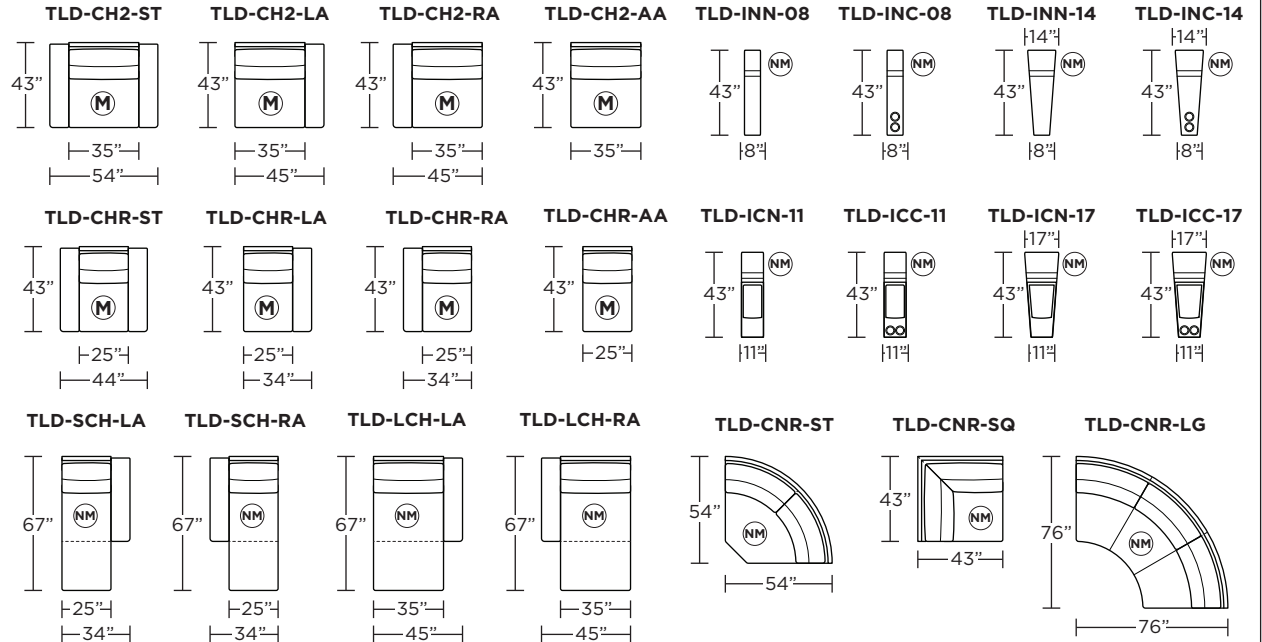 TLD-CH2-ST TLD-CH2-LA TLD-CH2-RA TLD-CH2-AA TLD-INN-08 TLD-INC-08 TLD-INN-14 TLD-INC-14
14” 14”
NM NM NM NM
43” 43” 43” 43” 43” 43” 43” 43”
M M M M
35” 35” 35” 35” 8” 8” 8” 8”
54” 45” 45”
TLD-CHR-ST TLD-CHR-LA TLD-CHR-RA TLD-CHR-AA TLD-ICN-11 TLD-ICC-11 TLD-ICN-17 TLD-ICC-17
17” 17”
NM NM NM NM
43” 43” 43” 43” 43” 43” 43” 43”
M M M M
25” 25” 25” 25” 11” 11” 11” 11”
44” 34” 34”
TLD-SCH-LA TLD-SCH-RA TLD-LCH-LA TLD-LCH-RA TLD-CNR-ST TLD-CNR-SQ TLD-CNR-LG
43”
54”
NM NM NM NM NM
67” 67” 67” 67” 76”
NM NM
43”
54”
25” 25” 35” 35”
34” 34” 45” 45” 76”